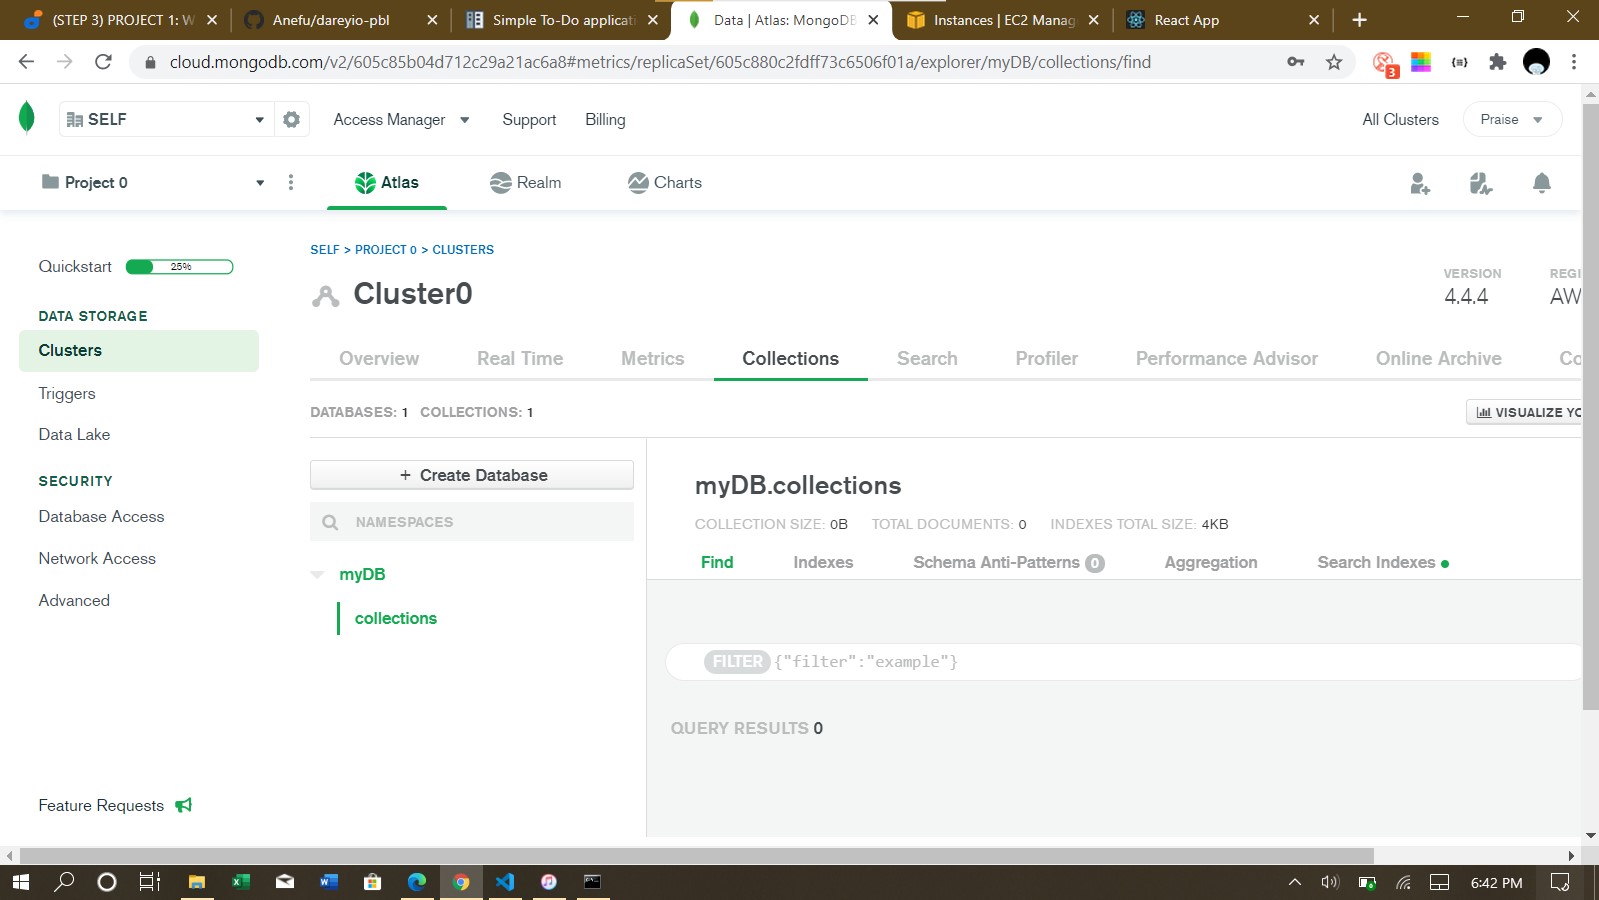 (STEP 3) PROJECT 1: W
Anefu/dareyio-pbl
Simple To-Do applicati
Data | Atlas: MongoDB
Instances | EC2 Manag
React App
cloud.mongodb.com/v2/605c85b04d712c29a21ac6a8#metrics/replicaSet/605c880c2fdff73c6506f01a/explorer/myDB/collections/find
3
SELF
Access Manager
Support
Billing
All Clusters
Praise
Project 0
Atlas
Realm
Charts
Quickstart
25%
DATA STORAGE
Clusters
Triggers
Data Lake
SECURITY
Database Access
Network Access
Advanced
Feature Requests
SELF > PROJECT 0 > CLUSTERS
Cluster0
VERSION
4.4.4
REGI
AW
Overview
Real Time
Metrics
Collections
Search
Profiler
Performance Advisor
Online Archive
Co
DATABASES: 1 COLLECTIONS: 1
VISUALIZE YO
+ Create Database
NAMESPACES
myDB
collections
myDB.collections
COLLECTION SIZE: 0B TOTAL DOCUMENTS: 0 INDEXES TOTAL SIZE: 4KB
Find
Indexes
Schema Anti-Patterns 0
Aggregation
Search Indexes
FILTER {"filter":"example"}
QUERY RESULTS 0
6:42 PM